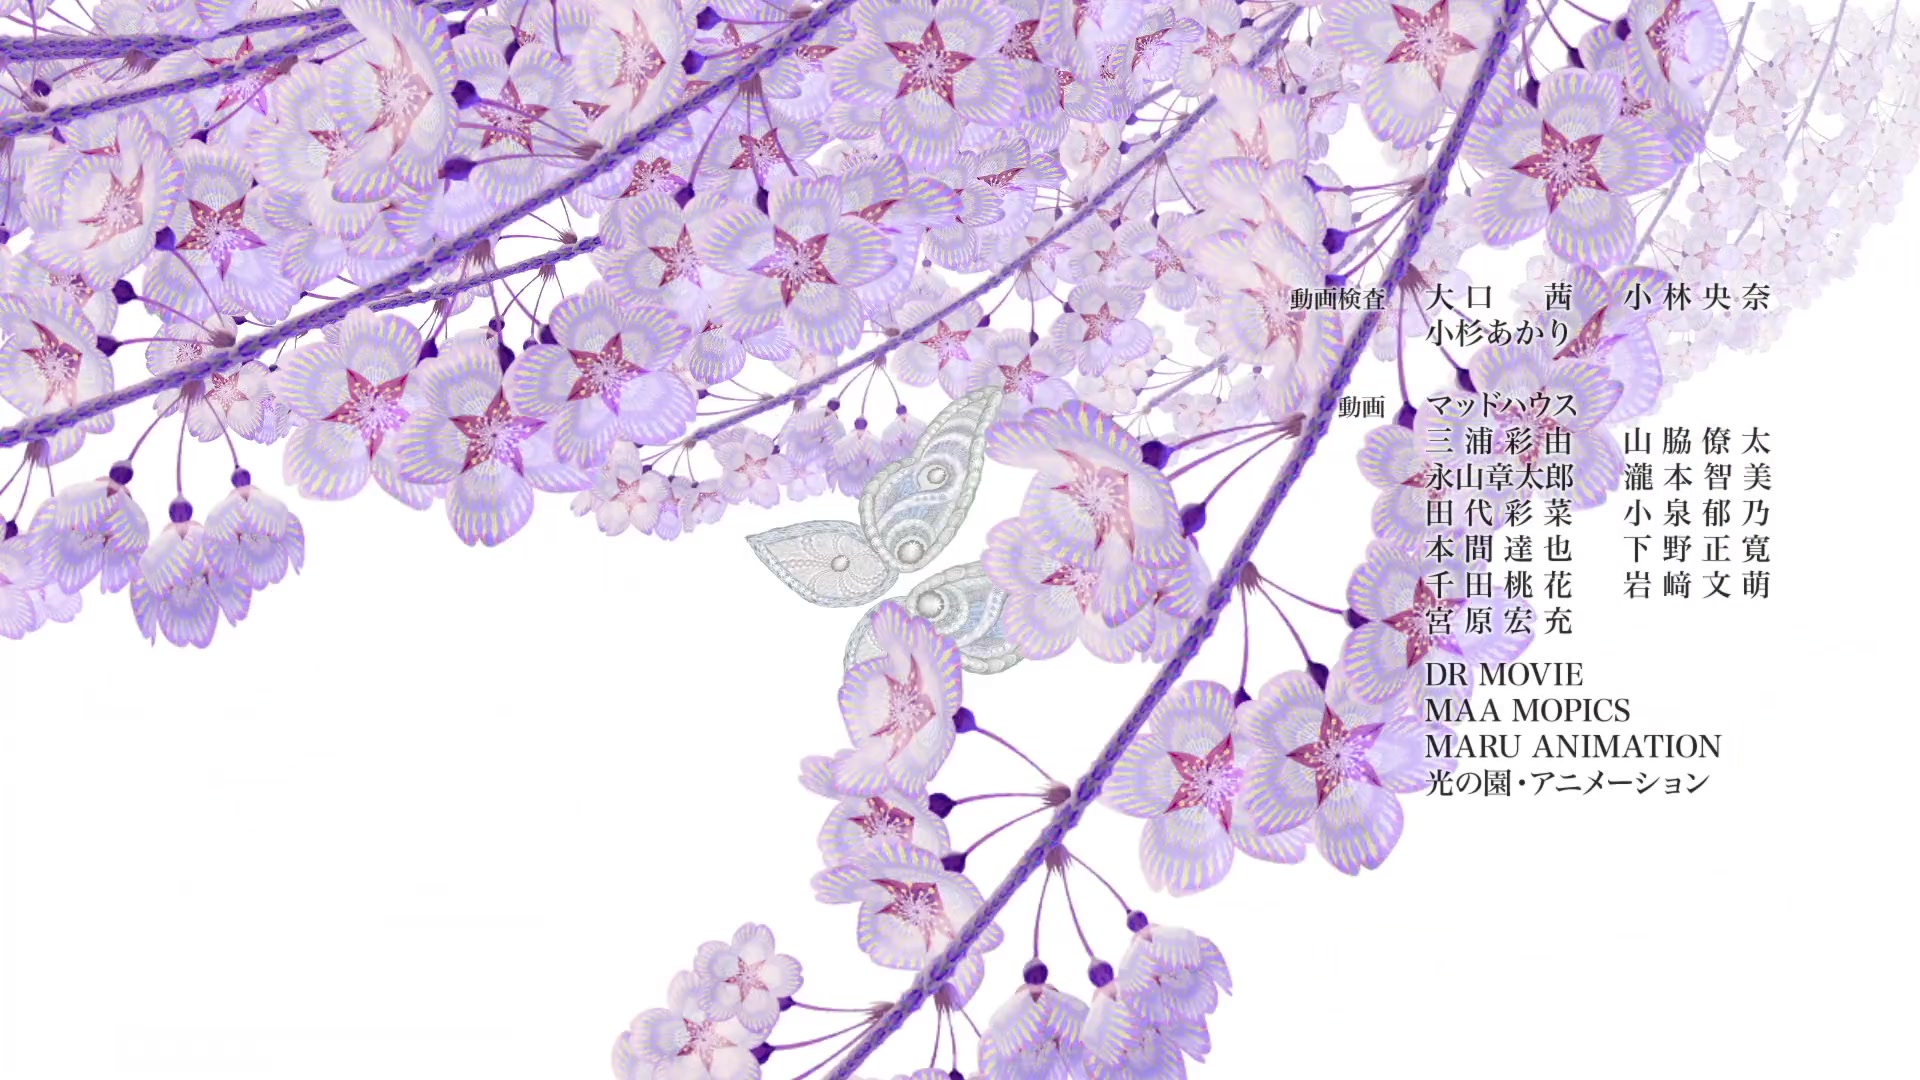 動画検査 大口 茜 小林央奈
小杉あかり
動画 マッドハウス
三浦彩由 山脇僚太
永山章太郎 瀧本智美
田代彩菜 小泉郁乃
本間達也 下野正寛
千田桃花 岩﨑文萌
宮原宏充
DR MOVIE
MAA MOPICS
MARU ANIMATION
光の園・アニメーション